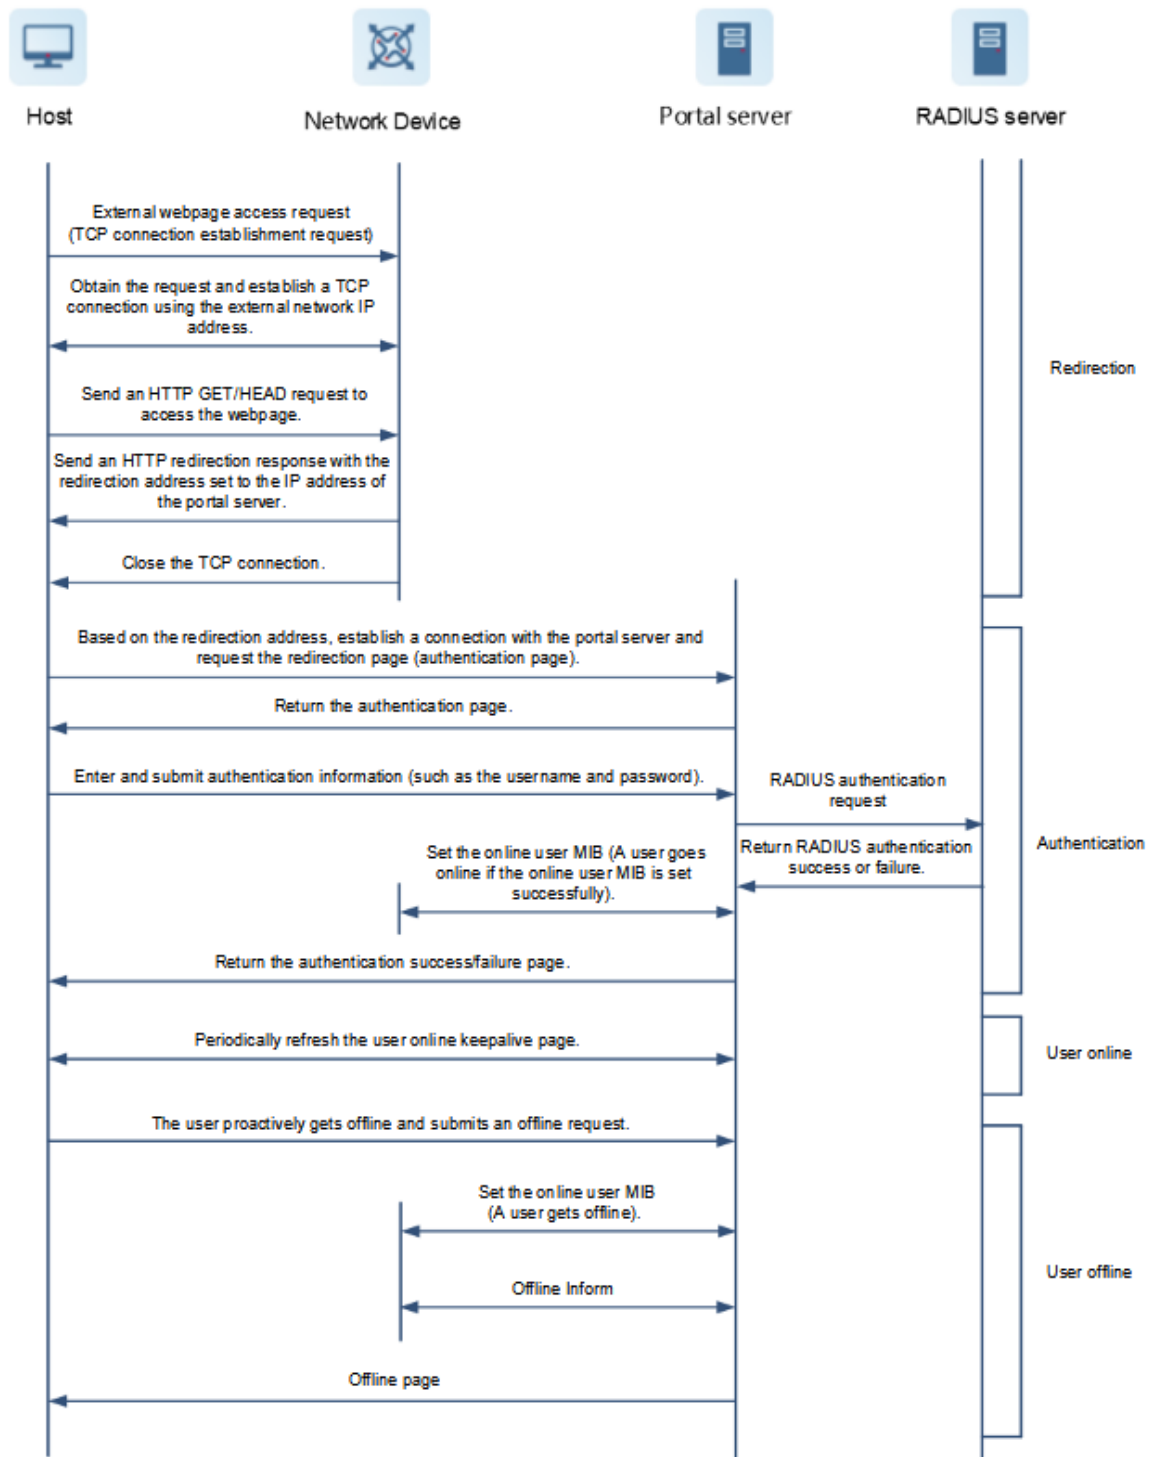 Host
Network Device
Portal server
RADIUS server
External webpage access request
(TCP connection establishment request)
Obtain the request and establish a TCP
connection using the external network IP
address.
Redirection
Send an HTTP GET/HEAD request to
access the webpage.
Send an HTTP redirection response with the
redirection address set to the IP address of
the portal server.
Close the TCP connection.
Based on the redirection address, establish a connection with the portal server and
request the redirection page (authentication page).
Return the authentication page.
Enter and submit authentication information (such as the username and password).
RADIUS authentication
request
Return RADIUS authentication
success or failure.
Authentication
Set the online user MIB (A user goes
online if the online user MIB is set
successfully).
Return the authentication success/failure page.
Periodically refresh the user online keepalive page.
User online
The user proactively gets offline and submits an offline request.
Set the online user MIB
(A user gets offline).
User offline
Offline Inform
Offline page